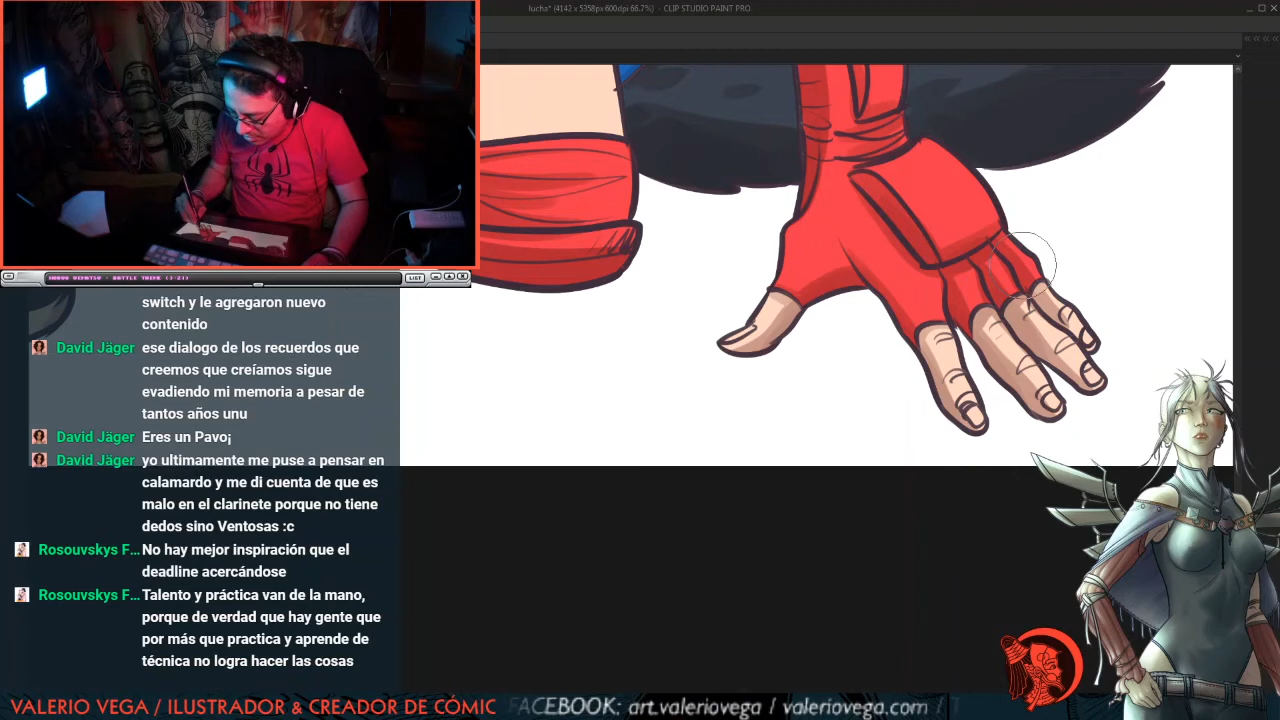 lucha* (4142 x 5358px 600dpi 66.7%) - CLIP STUDIO PAINT PRO
LIST
switch y le agregaron nuevo
contenido
David Jäger ese dialogo de los recuerdos que
creemos que creíamos sigue
evadiendo mi memoria a pesar de
tantos años unu
David Jäger Eres un Pavo¡
David Jäger yo ultimamente me puse a pensar en
calamardo y me di cuenta de que es
malo en el clarinete porque no tiene
dedos sino Ventosas :c
Rosouvskys F... No hay mejor inspiración que el
deadline acercándose
Rosouvskys F... Talento y práctica van de la mano,
porque de verdad que hay gente que
por más que practica y aprende de
técnica no logra hacer las cosas
VALERIO VEGA / ILUSTRADOR & CREADOR DE CÓMIC FACEBOOK: art.valeriovega / valeriovega.com /